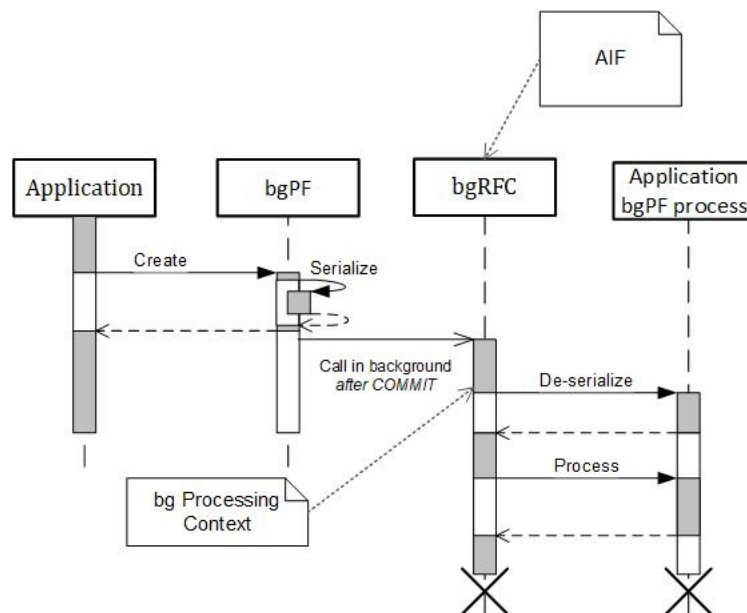 AIF
Application
bgPF
bgRFC
Application
bgPF process
Create
Serialize
Call in background
after COMMIT
De-serialize
Process
bg Processing
Context